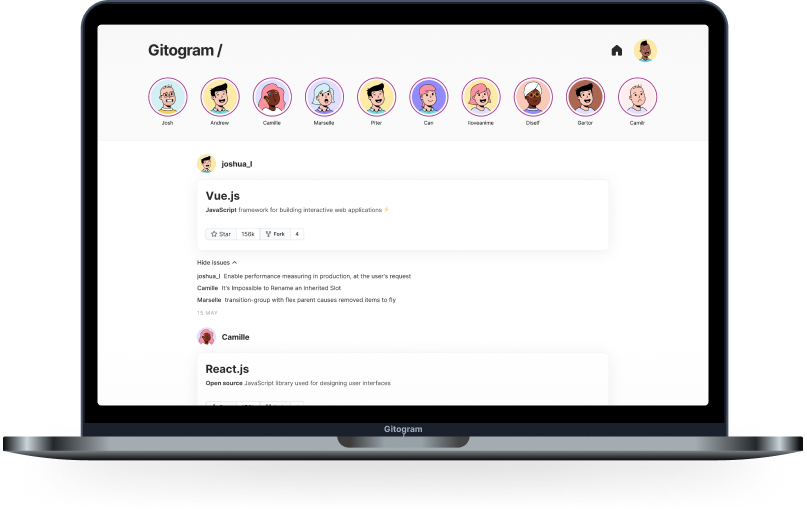 Gitogram /
Josh Andrew Camille Marselle Piter Carl Iloveanime Diself Gartor Camilr
joshua_l
Vue.js
JavaScript framework for building interactive web applications ⚡
Star 156k Fork 4
Hide issues
joshua_l Enable performance measuring in production, at the user's request
Camille It's Impossible to Rename an Inherited Slot
Marselle transition-group with flex parent causes removed items to fly
15 MAY
Camille
React.js
Open source JavaScript library used for designing user interfaces
Gitogram